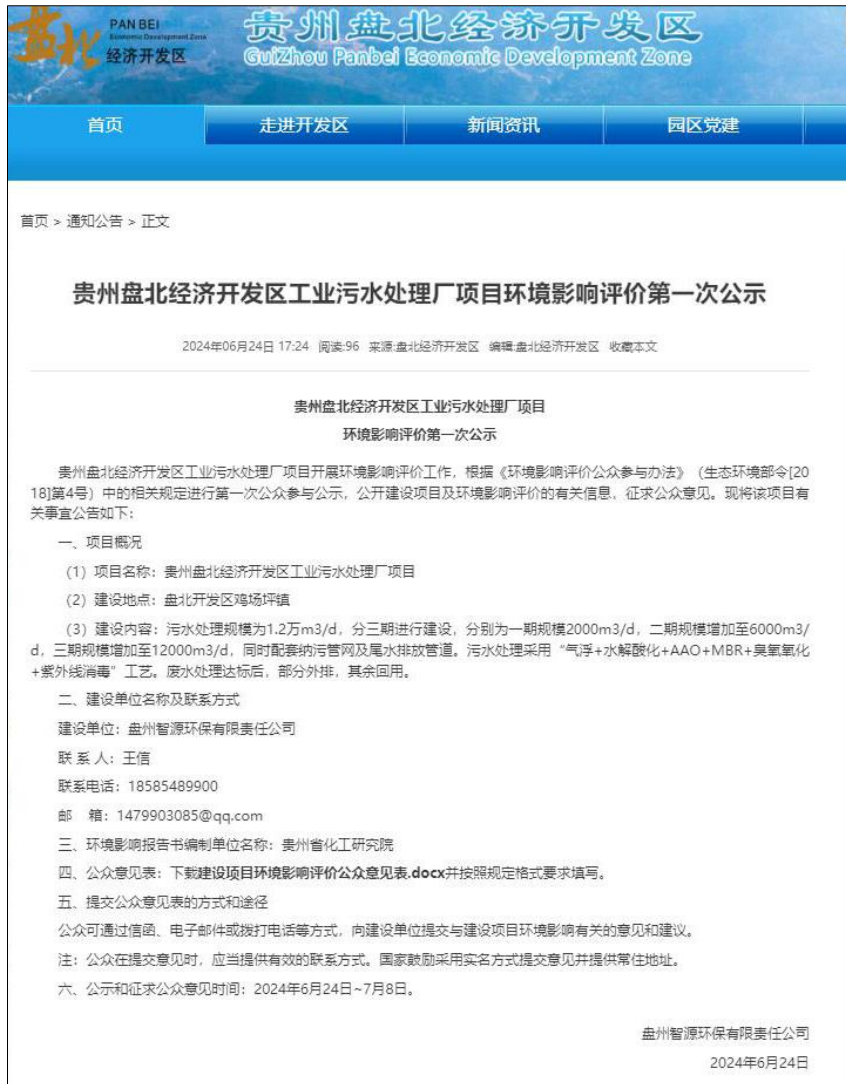 PAN BEI
Economic Development Zone
盘北
经济开发区
贵州盘北经济开发区
GuiZhou Panbei Economic Development Zone
首页 走进开发区 新闻资讯 园区党建
首页 > 通知公告 > 正文
贵州盘北经济开发区工业污水处理厂项目环境影响评价第一次公示
2024年06月24日 17:24 阅读:96 来源:盘北经济开发区 编辑:盘北经济开发区 收藏本文
贵州盘北经济开发区工业污水处理厂项目
环境影响评价第一次公示
贵州盘北经济开发区工业污水处理厂项目开展环境影响评价工作，根据《环境影响评价公众参与办法》（生态环境部令[20
18]第4号）中的相关规定进行第一次公众参与公示，公开建设项目及环境影响评价的有关信息，征求公众意见。现将该项目有
关事宜公告如下：
一、项目概况
（1）项目名称：贵州盘北经济开发区工业污水处理厂项目
（2）建设地点：盘北开发区鸡场坪镇
（3）建设内容：污水处理规模为1.2万m3/d，分三期进行建设，分别为一期规模2000m3/d，二期规模增加至6000m3/
d，三期规模增加至12000m3/d，同时配套纳污管网及尾水排放管道。污水处理采用“气浮+水解酸化+AAO+MBR+臭氧氧化
+紫外线消毒”工艺。废水处理达标后，部分外排，其余回用。
二、建设单位名称及联系方式
建设单位：盘州智源环保有限责任公司
联 系 人：王信
联系电话：18585489900
邮 箱：1479903085@qq.com
三、环境影响报告书编制单位名称：贵州省化工研究院
四、公众意见表：下载建设项目环境影响评价公众意见表.docx并按照规定格式要求填写。
五、提交公众意见表的方式和途径
公众可通过信函、电子邮件或拨打电话等方式，向建设单位提交与建设项目环境影响有关的意见和建议。
注：公众在提交意见时，应当提供有效的联系方式。国家鼓励采用实名方式提交意见并提供常住地址。
六、公示和征求公众意见时间：2024年6月24日~7月8日。
盘州智源环保有限责任公司
2024年6月24日